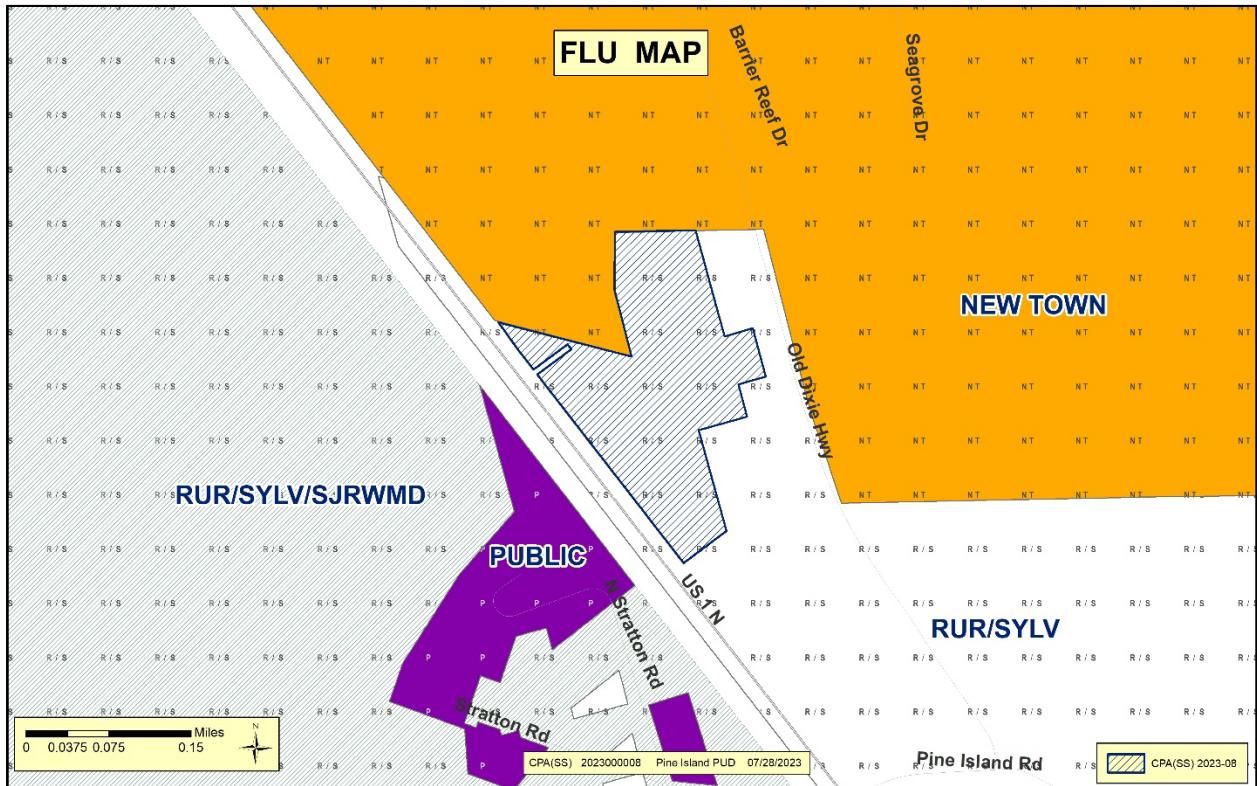 FLU MAP
Barrier Reef Dr
Seagrove Dr
R / S
NT
NEW TOWN
Old Dixie Hwy
RUR/SYLV/SJRWMD
PUBLIC
P
US 1 N
N Stratton Rd
RUR/SYLV
Stratton Rd
Pine Island Rd
Miles
0 0.0375 0.075 0.15
N
CPA(SS) 2023000008 Pine Island PUD 07/28/2023
CPA(SS) 2023-08